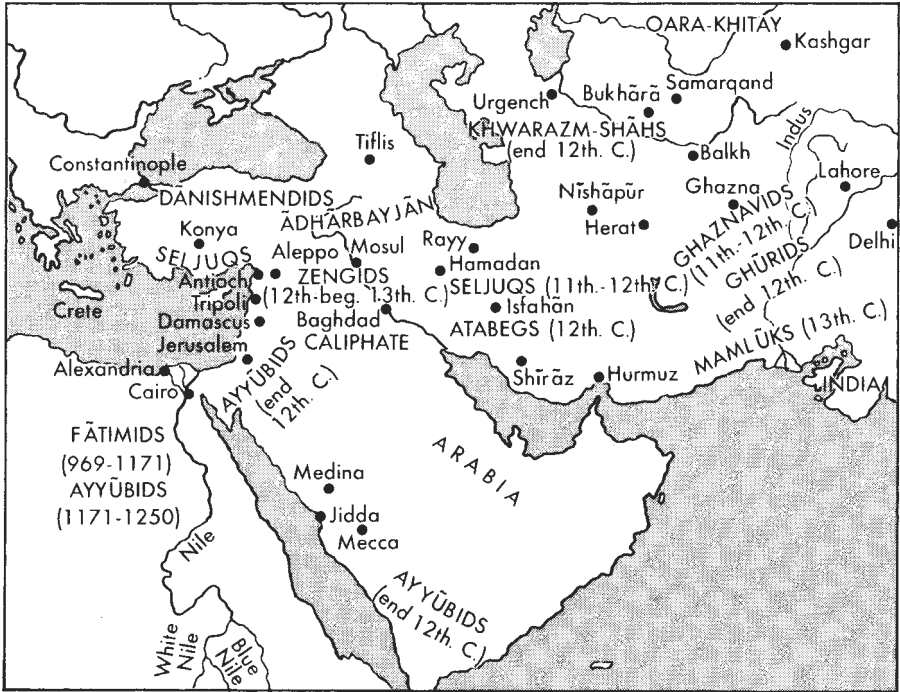 QARA-KHITAY
Kashgar
Urgench
Bukhārā
Samarqand
KHWARAZM-SHĀHS
(end 12th. C.)
Tiflis
Balkh
Indus
Constantinople
Lahore
DANISHMENDIDS
Nīshāpūr
Ghazna
ĀDHĀRBAYJĀN
Konya
Herat
Delhi
GHAZNAVIDS
(11th.-12th. C.)
SELJUQS
Aleppo
Mosul
Rayy
Hamadan
GHŪRIDS
(end 12th. C.)
Antioch
ZENGIDS
(12th-beg. 13th. C.)
SELJUQS (11th.-12th. C.)
Tripoli
Crete
Isfahān
Damascus
Baghdad
ATABEGS (12th. C.)
CALIPHATE
MAMLŪKS (13th. C.)
Jerusalem
Alexandria
Shīrāz
Hurmuz
INDIA
Cairo
AYYŪBIDS
(end
12th. C.)
FĀTIMIDS
(969-1171)
AYYŪBIDS
(1171-1250)
ARABIA
Medina
Jidda
Mecca
Nile
AYYŪBIDS
(end 12th. C.)
White
Nile
Blue
Nile